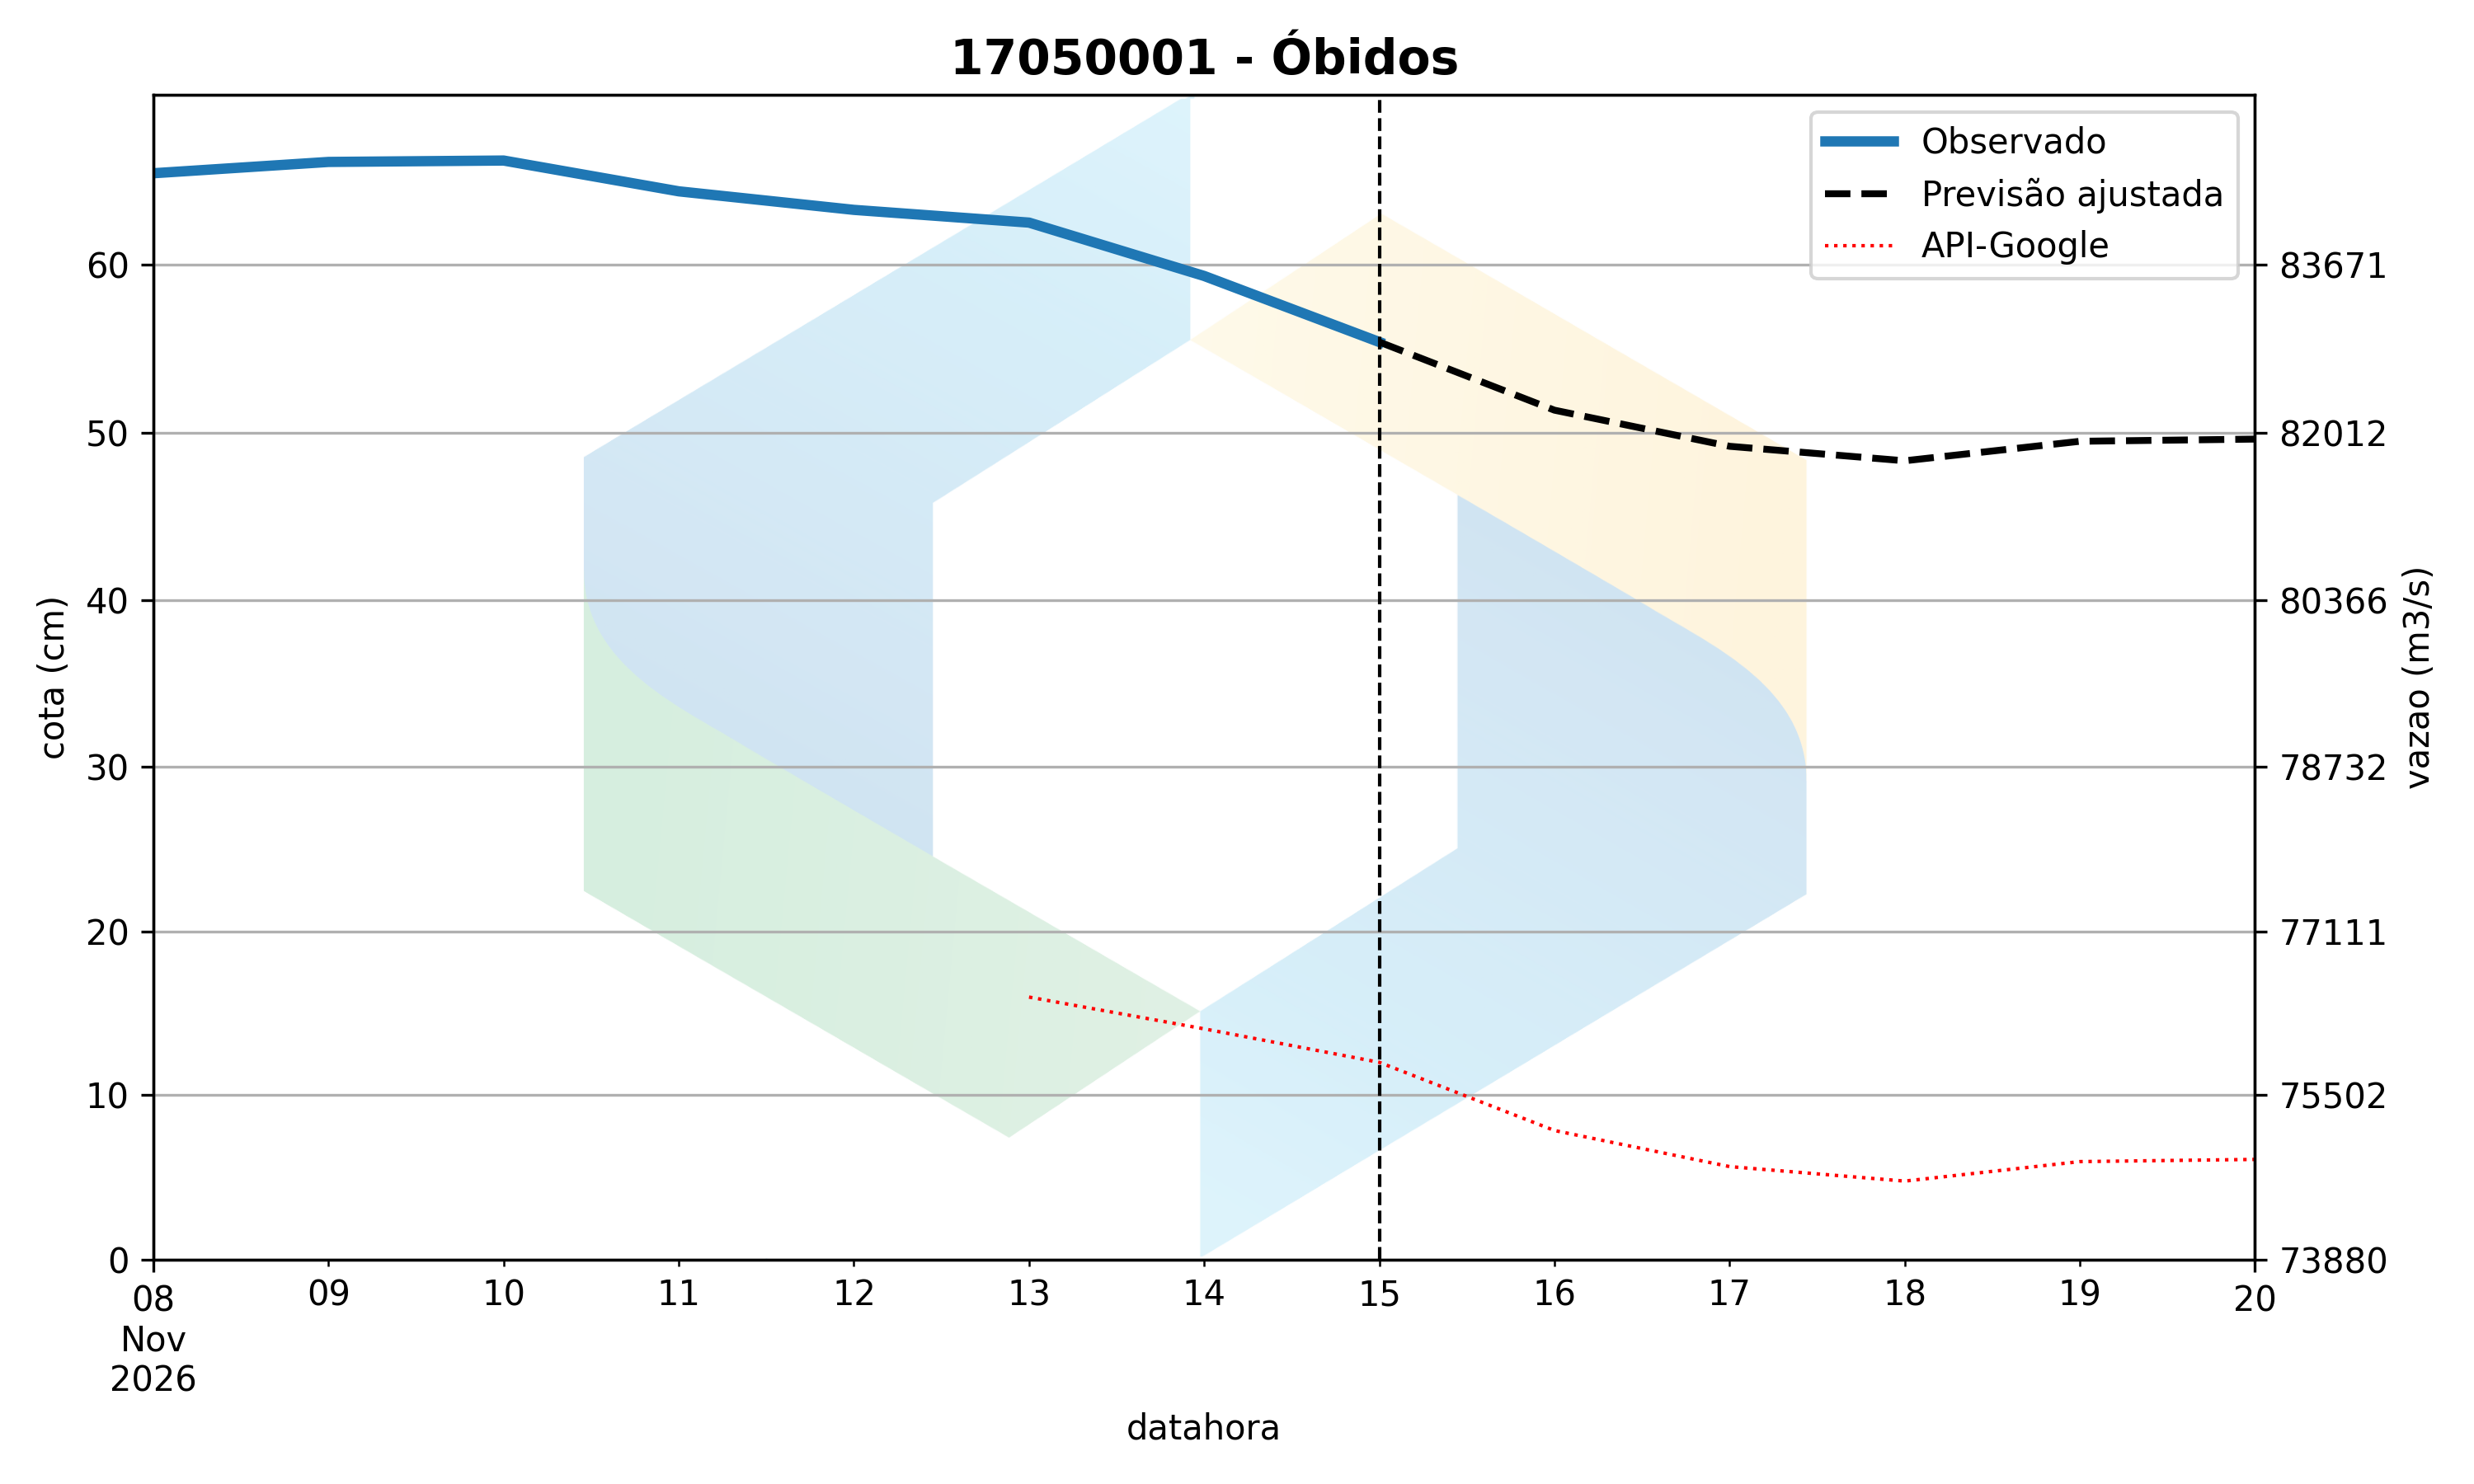 17050001 - Óbidos
Observado
Previsão ajustada
API-Google
60
50
40
30
20
10
0
cota (cm)
83671
82012
80366
78732
77111
75502
73880
vazao (m3/s)
08 09 10 11 12 13 14 15 16 17 18 19 20
Nov
2026
datahora